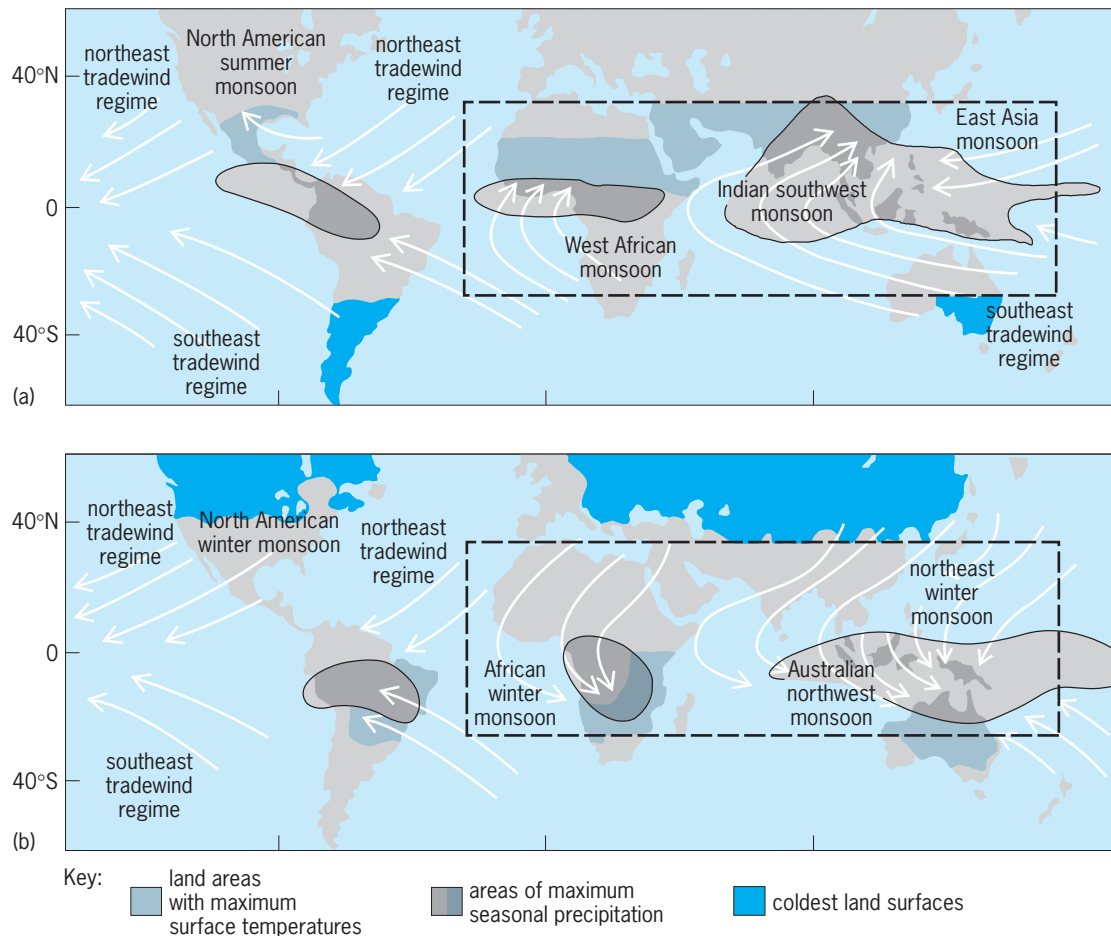 northeast
tradewind
regime
North American
summer
monsoon
northeast
tradewind
regime
40°N
East Asia
monsoon
0
Indian southwest
monsoon
West African
monsoon
40°S
southeast
tradewind
regime
southeast
tradewind
regime
(a)
northeast
tradewind
regime
40°N
North American
winter monsoon
northeast
tradewind
regime
northeast
winter
monsoon
0
African
winter
monsoon
Australian
northwest
monsoon
southeast
tradewind
regime
40°S
(b)
Key:
land areas
with maximum
surface temperatures
areas of maximum
seasonal precipitation
coldest land surfaces